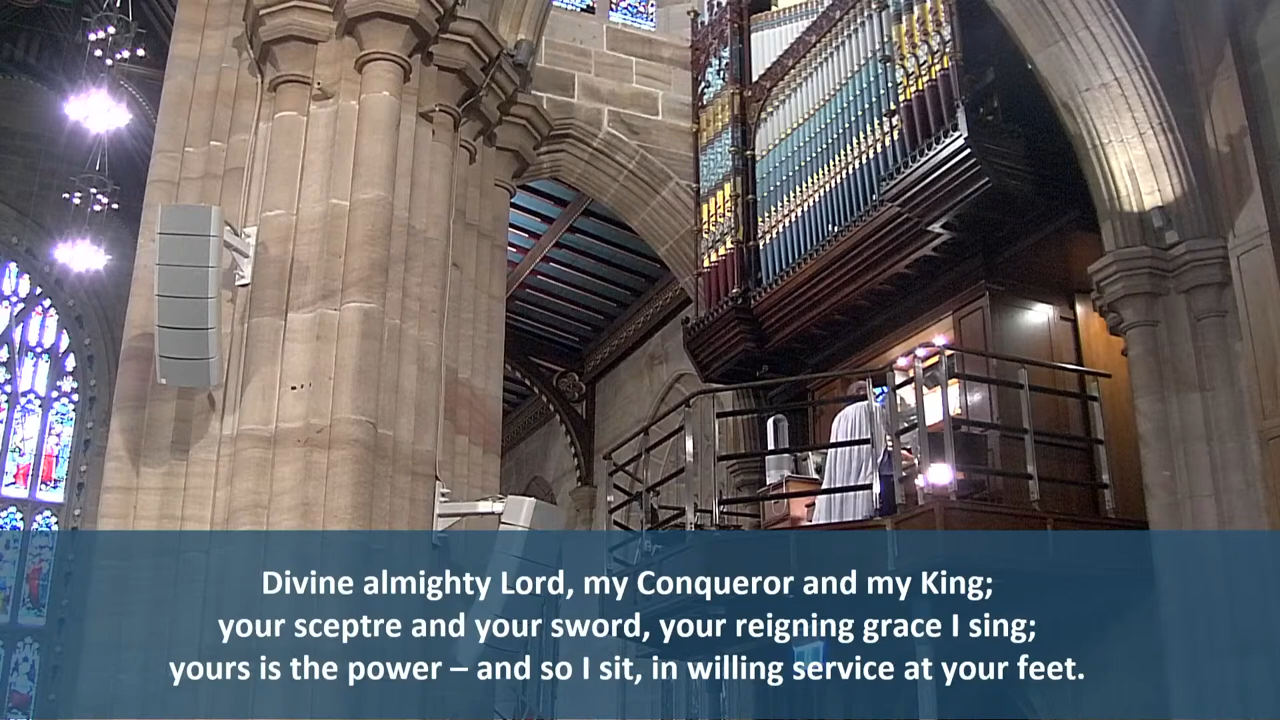 Divine almighty Lord, my Conqueror and my King;
your sceptre and your sword, your reigning grace I sing;
yours is the power – and so I sit, in willing service at your feet.